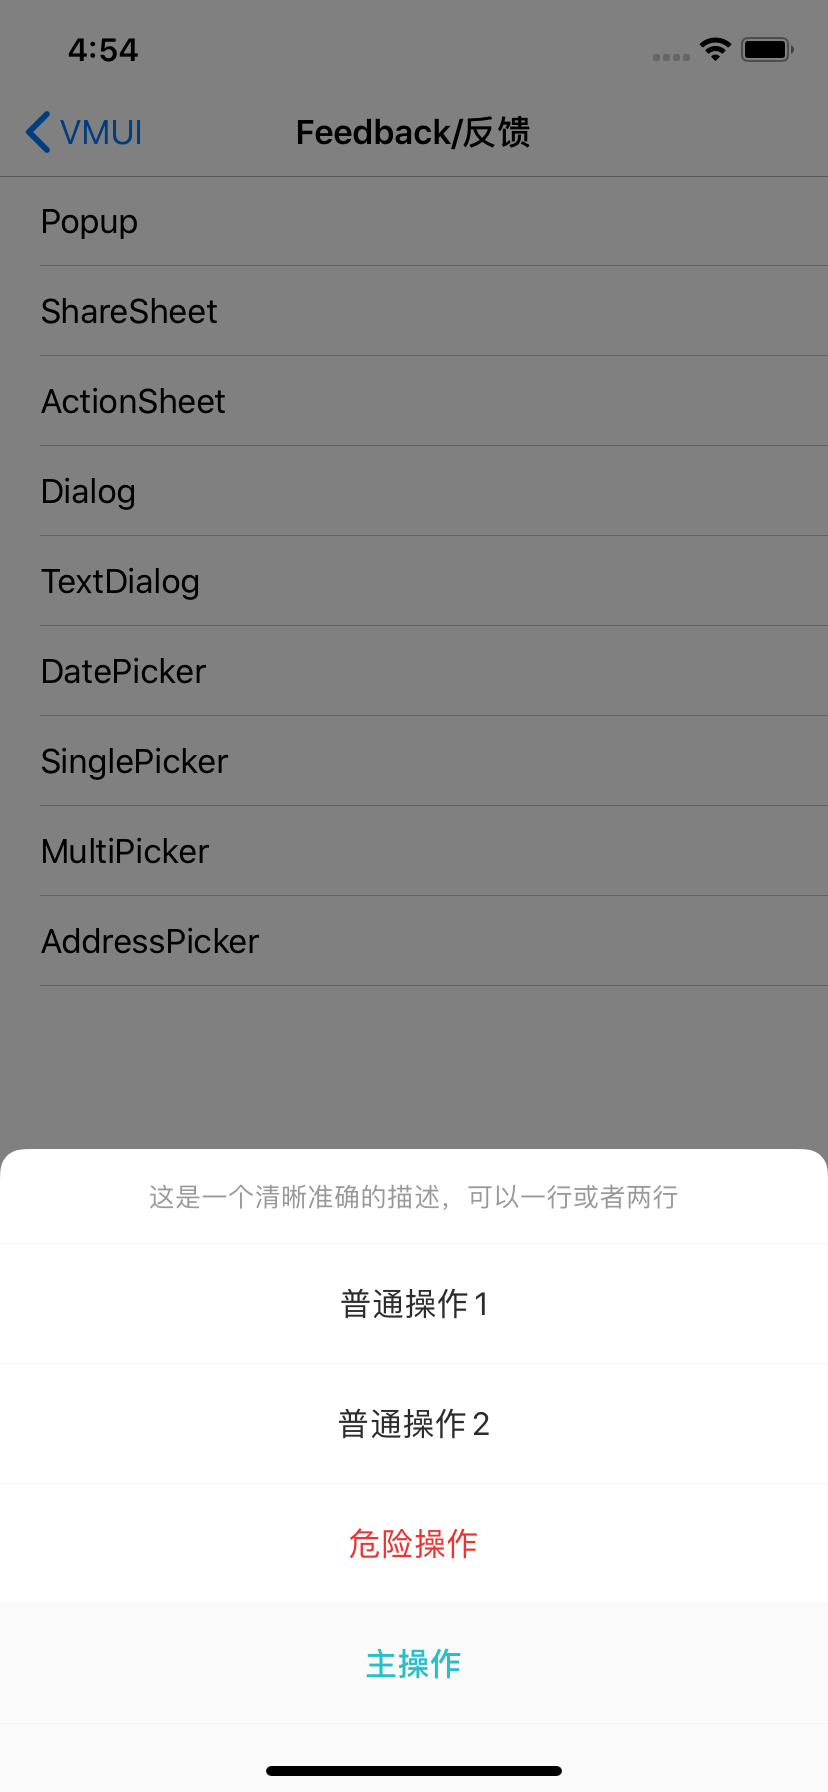 4:54
VMUI
Feedback/反馈
Popup
ShareSheet
ActionSheet
Dialog
TextDialog
DatePicker
SinglePicker
MultiPicker
AddressPicker
这是一个清晰准确的描述，可以一行或者两行
普通操作1
普通操作2
危险操作
主操作